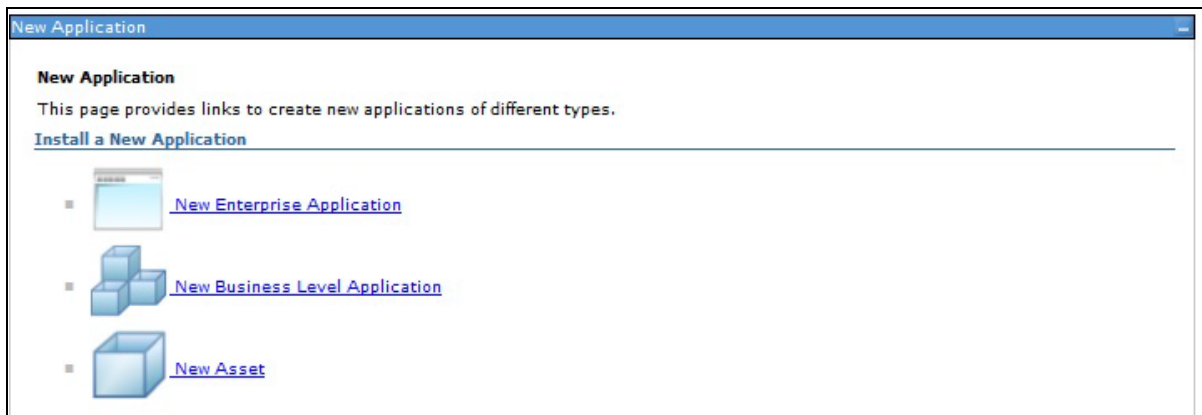 New Application
New Application
This page provides links to create new applications of different types.
Install a New Application
New Enterprise Application
New Business Level Application
New Asset